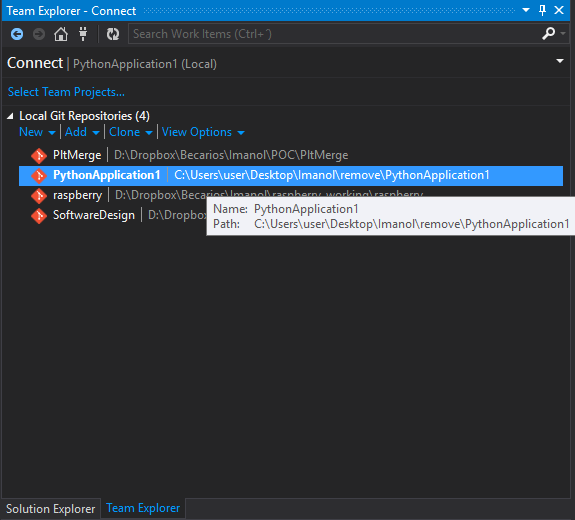 Team Explorer - Connect
Search Work Items (Ctrl+´)
Connect | PythonApplication1 (Local)
Select Team Projects...
Local Git Repositories (4)
New | Add | Clone | View Options
PltMerge | D:\Dropbox\Becarios\Imanol\POC\PltMerge
PythonApplication1 | C:\Users\user\Desktop\Imanol\remove\PythonApplication1
raspberry | D:\Dropbox\Becarios\Imanol\raspberry_working\raspberry
SoftwareDesign | D:\Dropbox
Name: PythonApplication1
Path: C:\Users\user\Desktop\Imanol\remove\PythonApplication1
Solution Explorer
Team Explorer